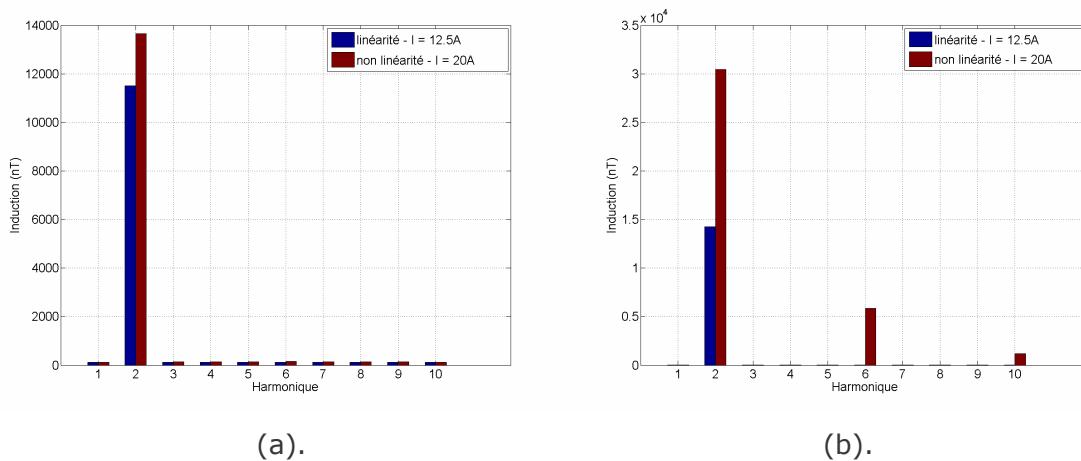 14000
12000
10000
8000
6000
4000
2000
0
Induction (nT)
1 2 3 4 5 6 7 8 9 10
Harmonique
linéarité - I = 12.5A
non linéarité - I = 20A
(a).
x 10⁴
3.5
3
2.5
2
1.5
1
0.5
0
Induction (nT)
1 2 3 4 5 6 7 8 9 10
Harmonique
linéarité - I = 12.5A
non linéarité - I = 20A
(b).